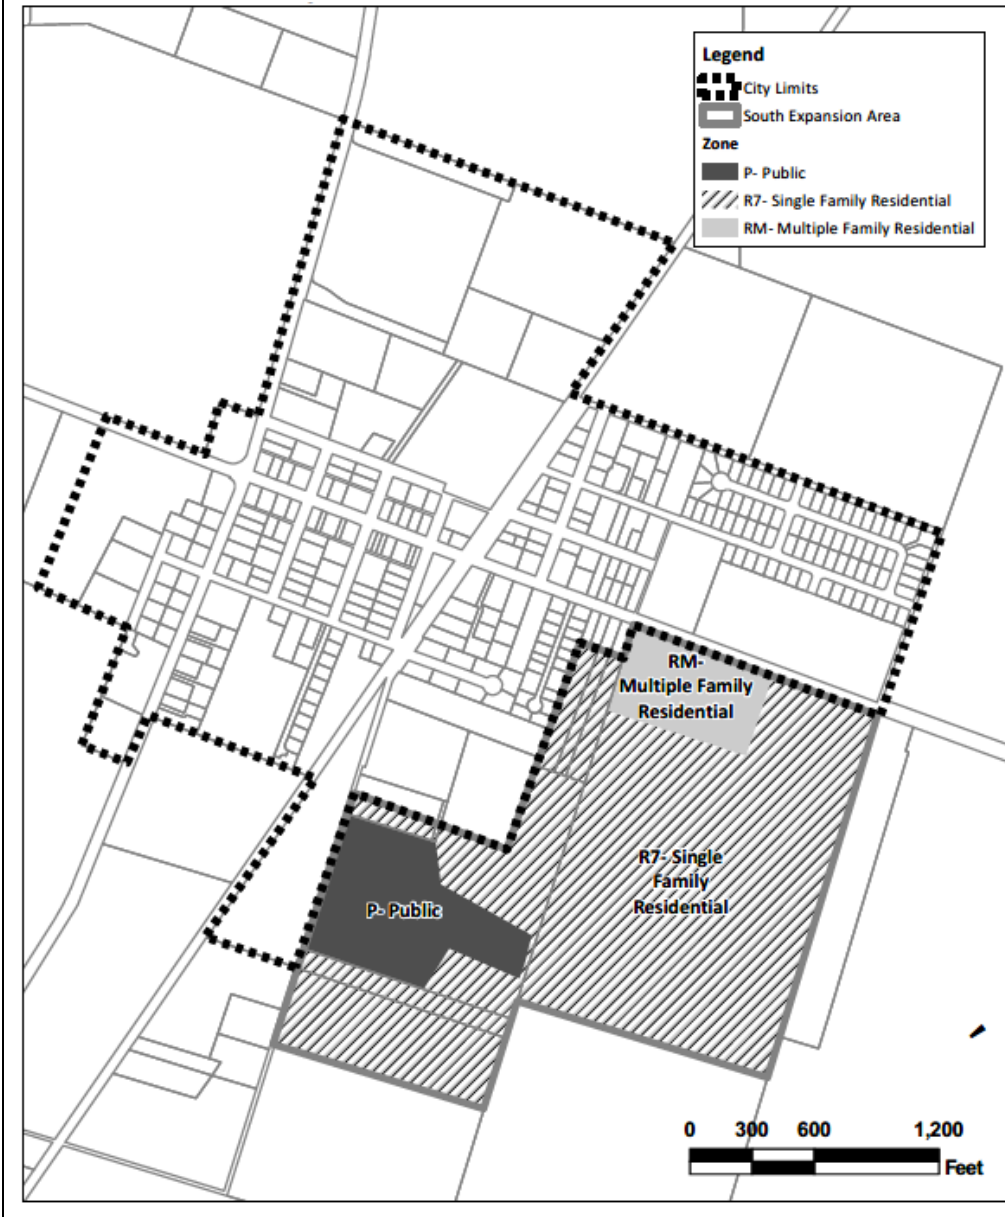 Legend
City Limits
South Expansion Area
Zone
P- Public
R7- Single Family Residential
RM- Multiple Family Residential
RM-
Multiple Family
Residential
R7- Single
Family
Residential
P- Public
0 300 600 1,200
Feet